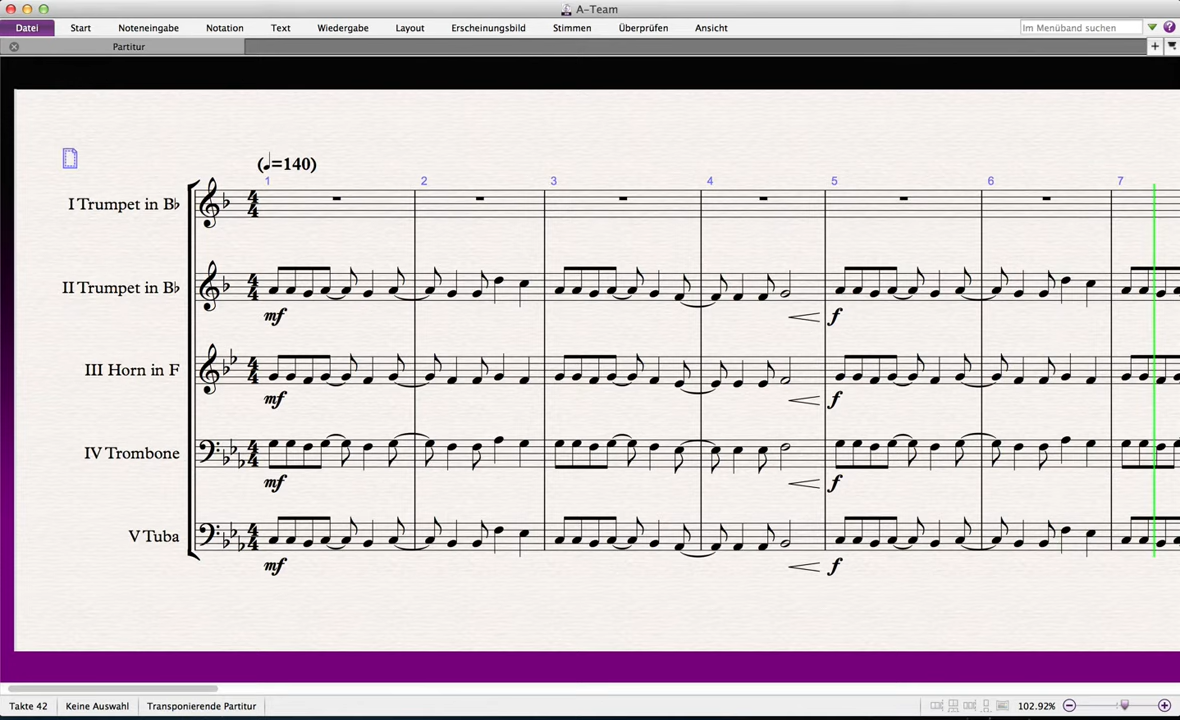 A-Team
Datei Start Noteneingabe Notation Text Wiedergabe Layout Erscheinungsbild Stimmen Überprüfen Ansicht Im Menüband suchen ?
Partitur +
(♩=140)
1 2 3 4 5 6 7
I Trumpet in B♭
II Trumpet in B♭
mf f
III Horn in F
mf f
IV Trombone
mf f
V Tuba
mf f
Takte 42 Keine Auswahl Transponierende Partitur 102.92%